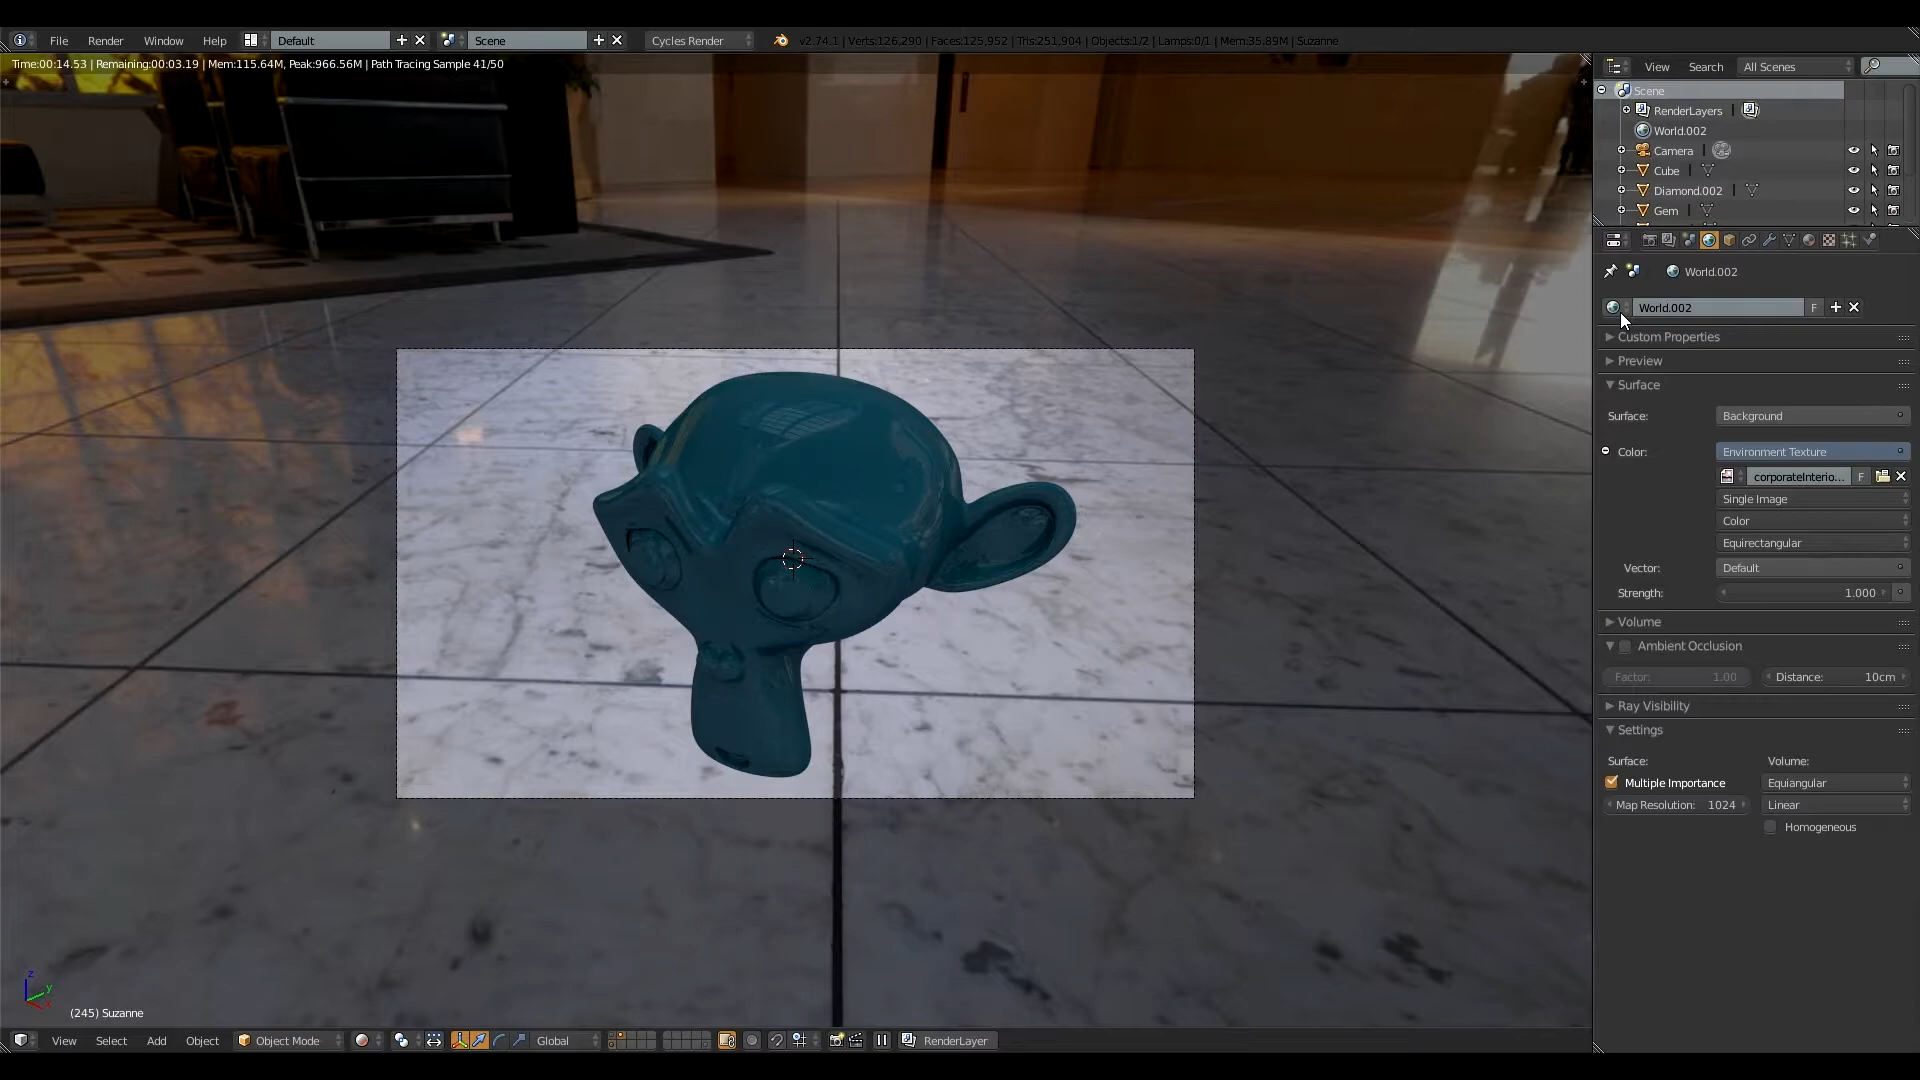 File Render Window Help Default Scene Cycles Render v2.74.1 | Verts:126,290 | Faces:125,952 | Tris:251,904 | Objects:1/2 | Lamps:0/1 | Mem:35.89M | Suzanne
Time:00:14.53 | Remaining:00:03.19 | Mem:115.64M, Peak:966.56M | Path Tracing Sample 41/50
View Search All Scenes
Scene
RenderLayers
World.002
Camera
Cube
Diamond.002
Gem
World.002
World.002 F
Custom Properties
Preview
Surface
Surface: Background
Color: Environment Texture
corporateInterio... F
Single Image
Color
Equirectangular
Vector: Default
Strength: 1.000
Volume
Ambient Occlusion
Factor: 1.00 Distance: 10cm
Ray Visibility
Settings
Surface: Volume:
Multiple Importance Equiangular
Map Resolution: 1024 Linear
Homogeneous
z
y
x
(245) Suzanne
View Select Add Object Object Mode Global RenderLayer